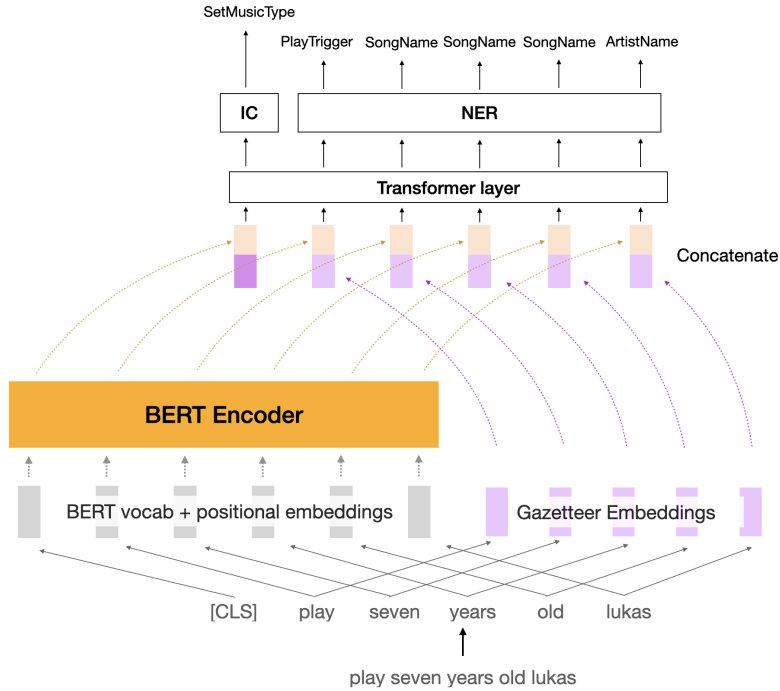 SetMusicType
PlayTrigger SongName SongName SongName ArtistName
IC NER
Transformer layer
Concatenate
BERT Encoder
BERT vocab + positional embeddings Gazetteer Embeddings
[CLS] play seven years old lukas
play seven years old lukas